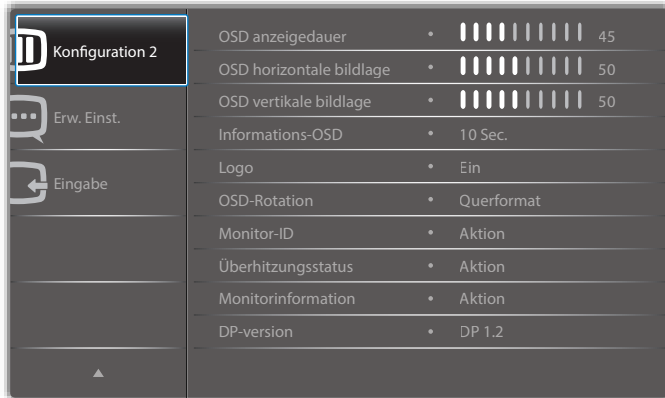 Konfiguration 2
Erw. Einst.
Eingabe
OSD anzeigedauer • 45
OSD horizontale bildlage • 50
OSD vertikale bildlage • 50
Informations-OSD • 10 Sec.
Logo • Ein
OSD-Rotation • Querformat
Monitor-ID • Aktion
Überhitzungsstatus • Aktion
Monitorinformation • Aktion
DP-version • DP 1.2